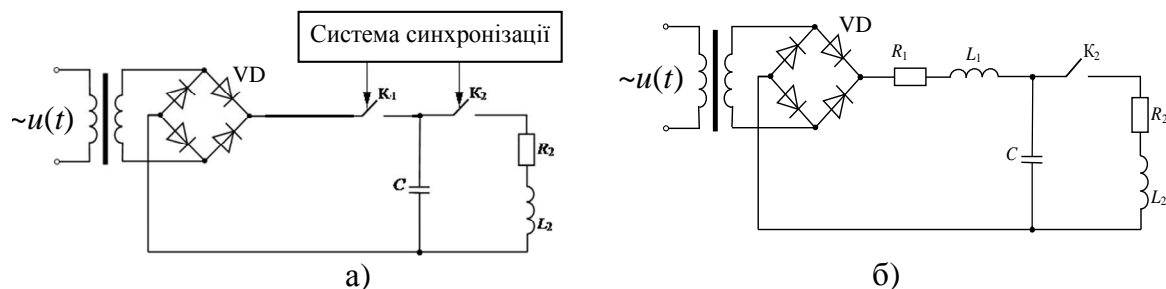 Система синхронізації
VD
K1
K2
~u(t)
R2
C
L2
а)
VD
R1
L1
K2
~u(t)
R2
C
L2
б)